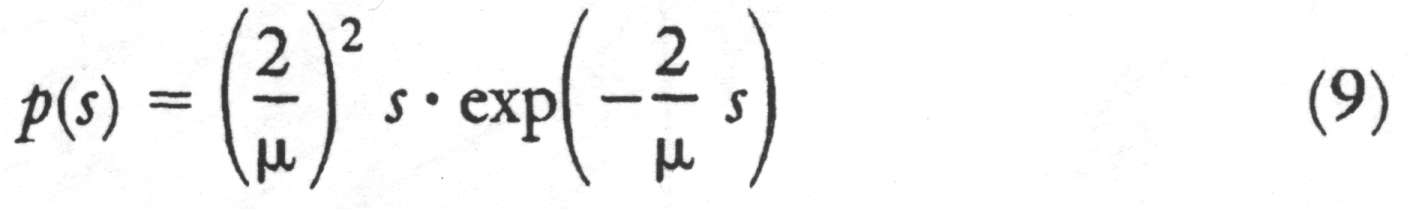 p(s) = (2/μ)² s · exp(−2/μ s) (9)